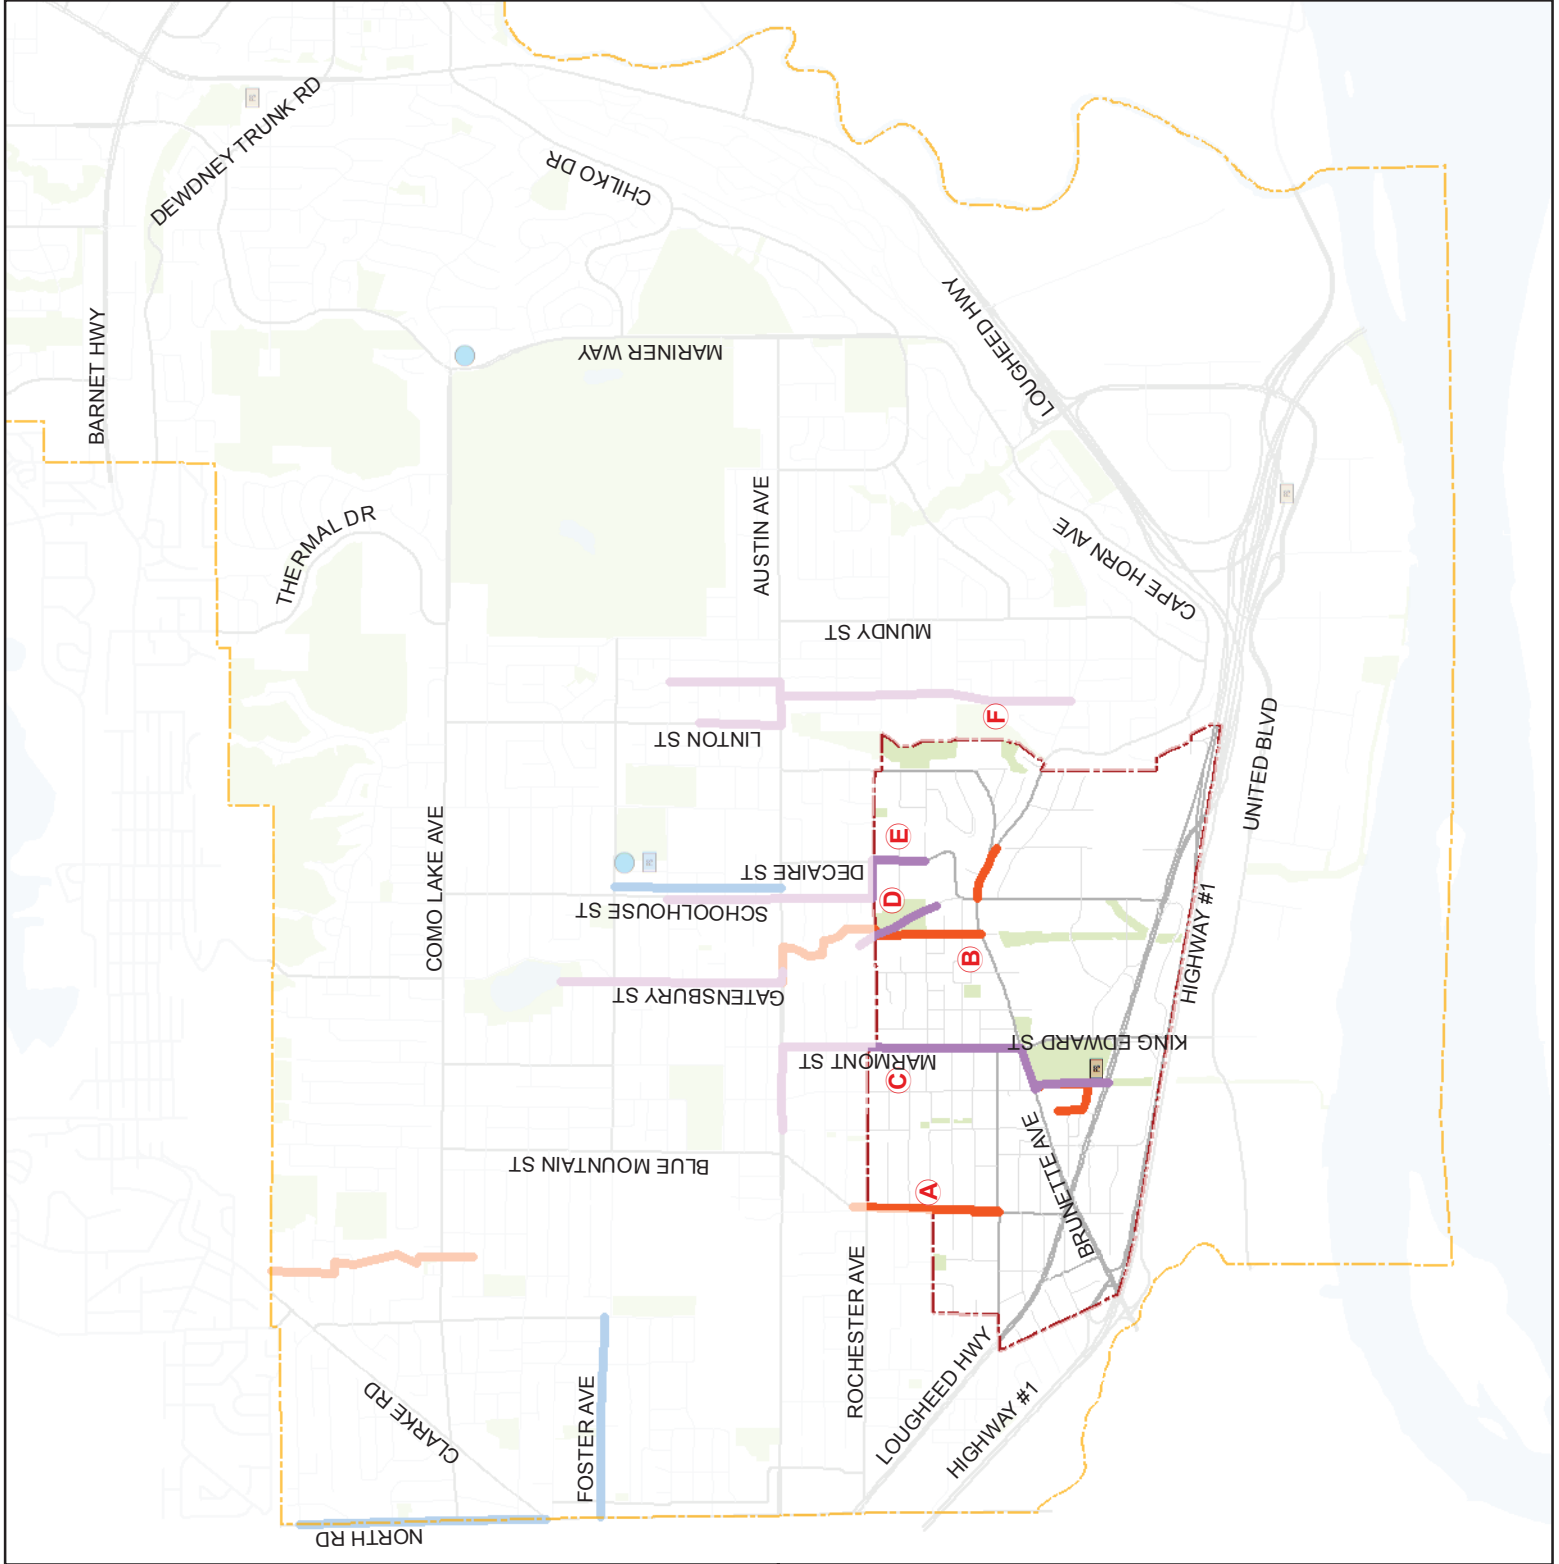 DEWDNEY TRUNK RD
CHILKO DR
BARNET HWY
MARINER WAY
LOUGHEED HWY
THERMAL DR
AUSTIN AVE
CAPE HORN AVE
MUNDY ST
LINTON ST
F
UNITED BLVD
COMO LAKE AVE
E
DECAIRE ST
D
SCHOOLHOUSE ST
B
HIGHWAY #1
GATENSBURY ST
KING EDWARD ST
MARMONT ST
C
BRUNETTE AVE
BLUE MOUNTAIN ST
A
ROCHESTER AVE
LOUGHEED HWY
HIGHWAY #1
CLARKE RD
FOSTER AVE
NORTH RD